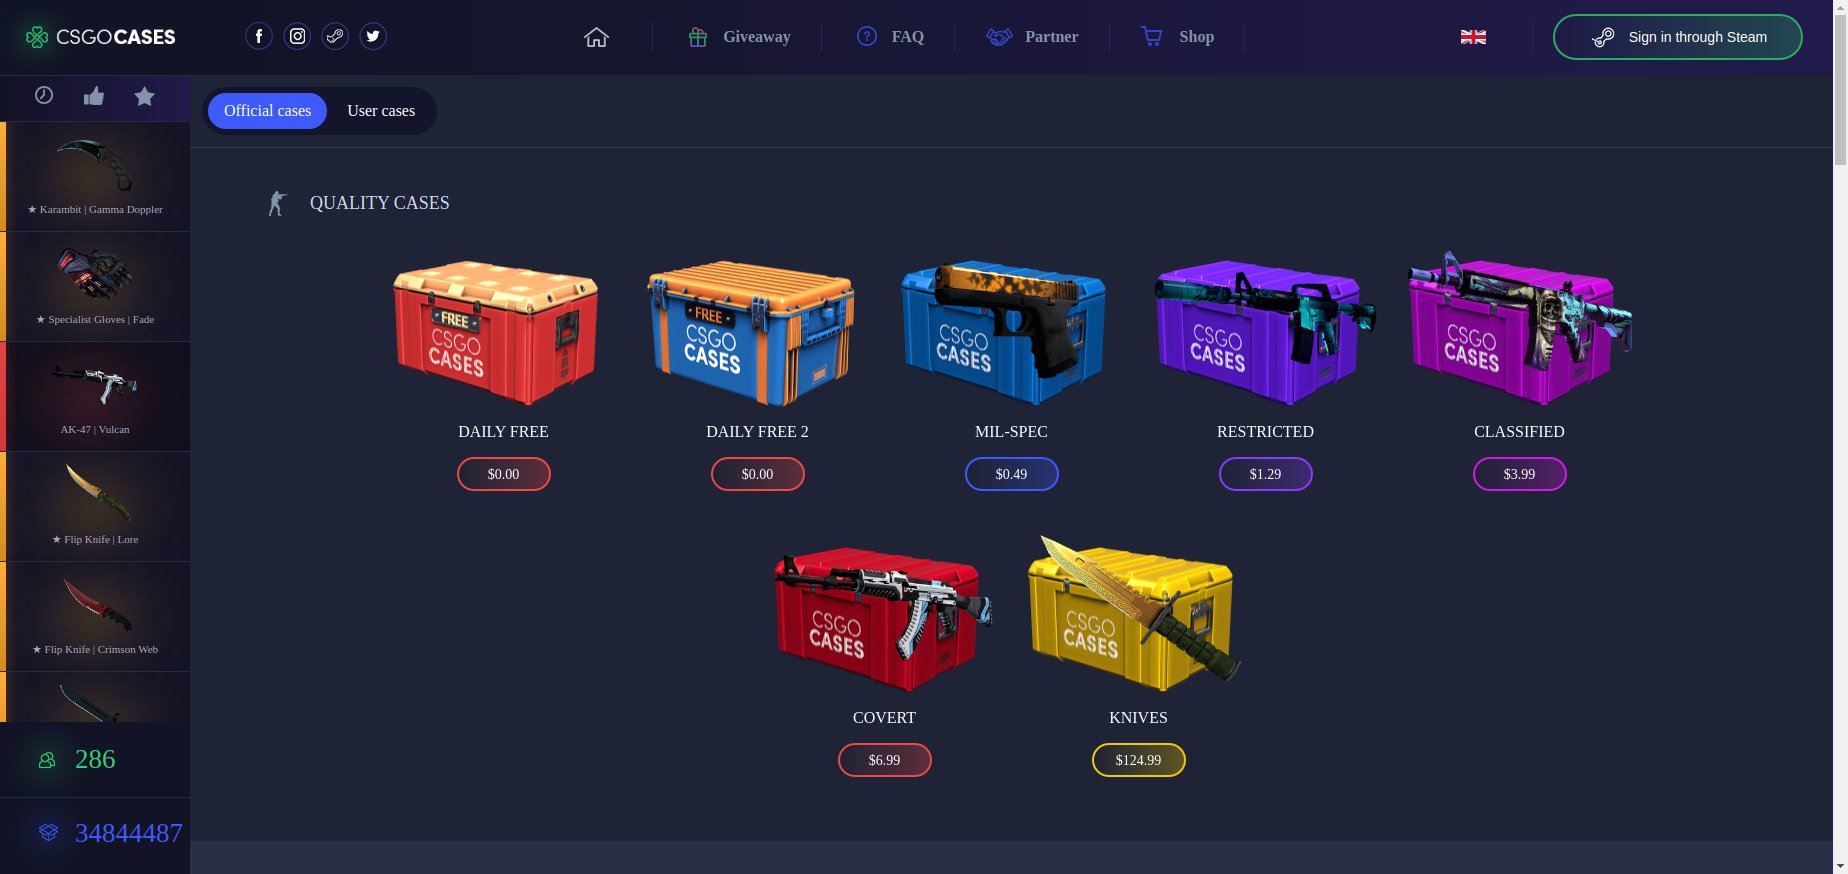 CSGOCASES
Giveaway
FAQ
Partner
Shop
Sign in through Steam
Official cases
User cases
★ Karambit | Gamma Doppler
★ Specialist Gloves | Fade
AK-47 | Vulcan
★ Flip Knife | Lore
★ Flip Knife | Crimson Web
286
34844487
QUALITY CASES
FREE
CSGO
CASES
DAILY FREE
$0.00
FREE
CSGO
CASES
DAILY FREE 2
$0.00
CSGO
CASES
MIL-SPEC
$0.49
CSGO
CASES
RESTRICTED
$1.29
CSGO
CASES
CLASSIFIED
$3.99
CSGO
CASES
COVERT
$6.99
CSGO
CASES
KNIVES
$124.99